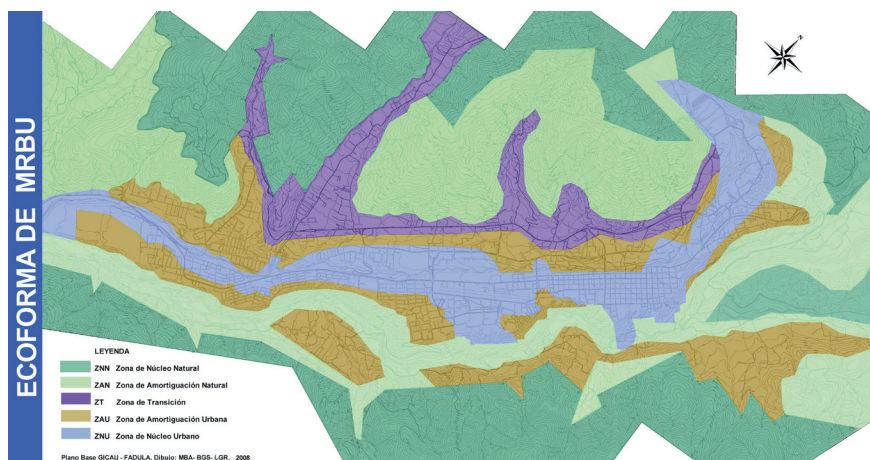 ECOFORMA DE MRBU
LEYENDA
ZNN Zona de Núcleo Natural
ZAN Zona de Amortiguación Natural
ZT Zona de Transición
ZAU Zona de Amortiguación Urbana
ZNU Zona de Núcleo Urbano
Plano Base GICAU - FADULA. Dibujo: MBA- BGS- LGR. 2008